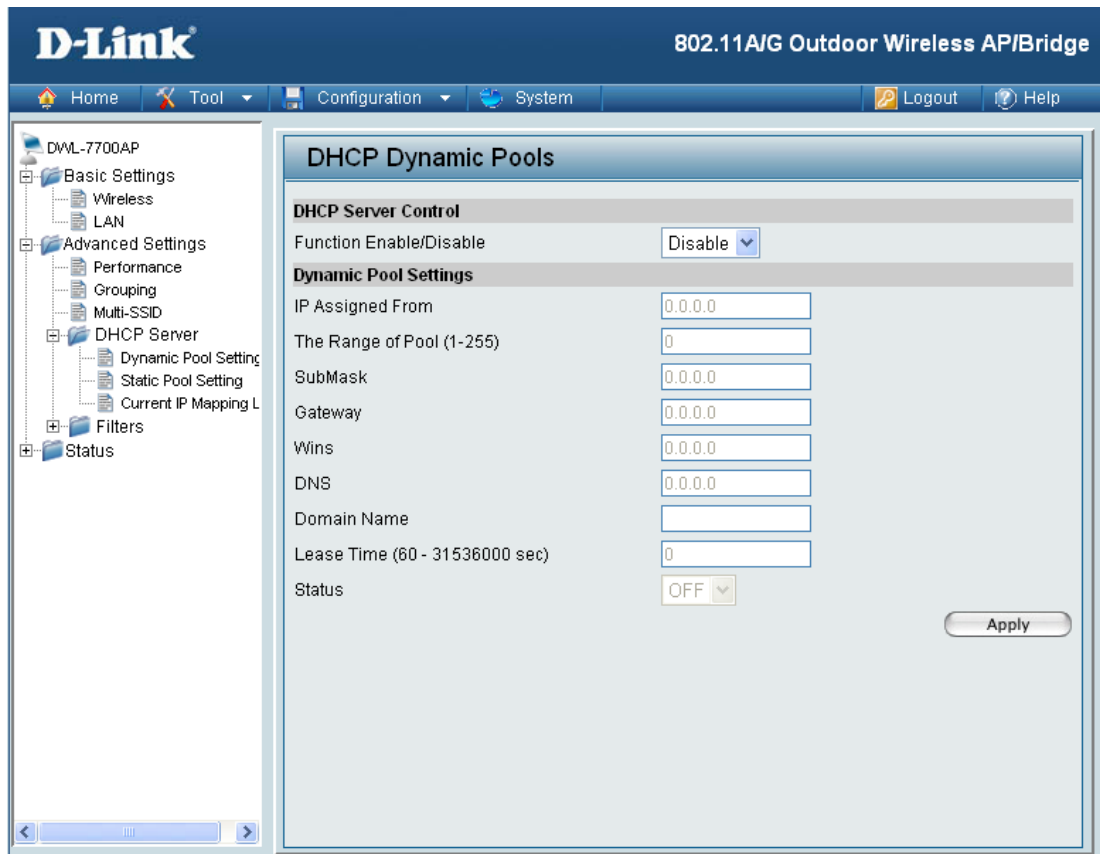 D-Link
802.11A/G Outdoor Wireless AP/Bridge
Home Tool Configuration System Logout Help
DWL-7700AP
Basic Settings
Wireless
LAN
Advanced Settings
Performance
Grouping
Multi-SSID
DHCP Server
Dynamic Pool Setting
Static Pool Setting
Current IP Mapping L
Filters
Status
DHCP Dynamic Pools
DHCP Server Control
Function Enable/Disable Disable
Dynamic Pool Settings
IP Assigned From 0.0.0.0
The Range of Pool (1-255) 0
SubMask 0.0.0.0
Gateway 0.0.0.0
Wins 0.0.0.0
DNS 0.0.0.0
Domain Name
Lease Time (60 - 31536000 sec) 0
Status OFF
Apply